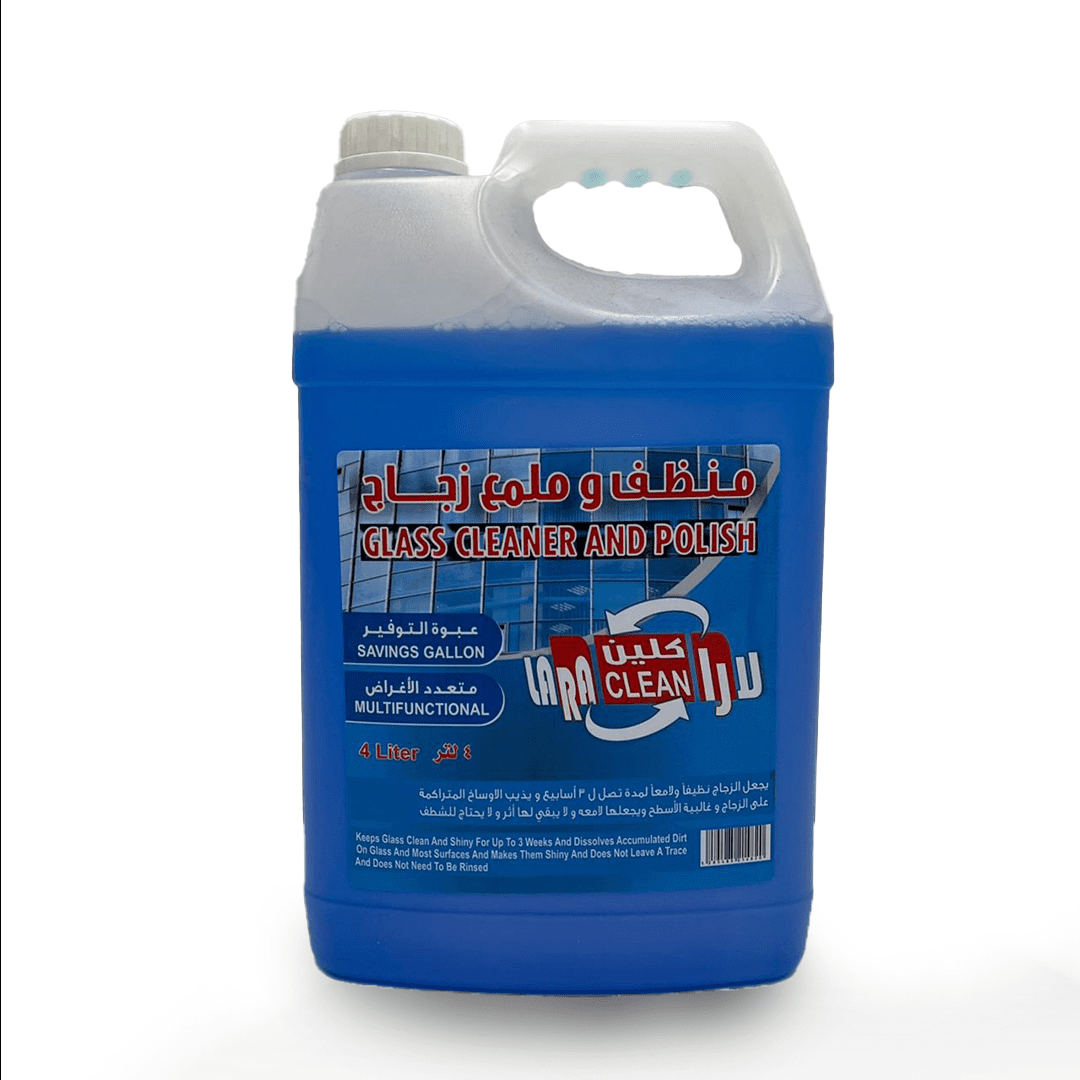 منظف و ملمع زجاج
GLASS CLEANER AND POLISH
عبوة التوفير
SAVINGS GALLON
متعدد الأغراض
MULTIFUNCTIONAL
LARA كلين لارا
CLEAN
4 Liter ٤ لتر
يجعل الزجاج نظيفاً ولامعاً لمدة تصل ل ٣ أسابيع و يذيب الاوساخ المتراكمة
على الزجاج و غالبية الأسطح ويجعلها لامعه و لا يبقي لها أثر و لا يحتاج للشطف
Keeps Glass Clean And Shiny For Up To 3 Weeks And Dissolves Accumulated Dirt
On Glass And Most Surfaces And Makes Them Shiny And Does Not Leave A Trace
And Does Not Need To Be Rinsed